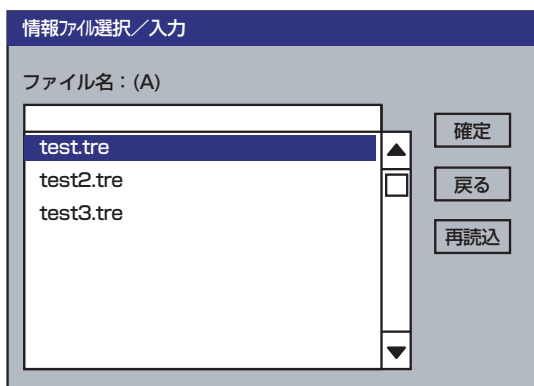 情報ファイル選択／入力
ファイル名：(A)
test.tre
test2.tre
test3.tre
確定
戻る
再読込